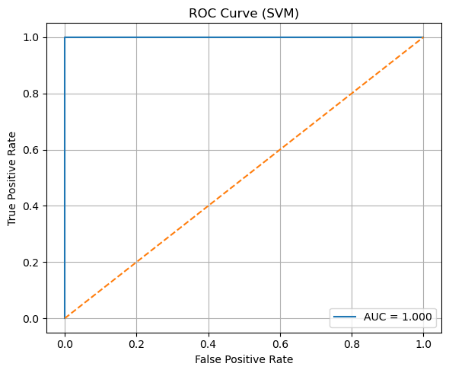 ROC Curve (SVM)
True Positive Rate
1.0
0.8
0.6
0.4
0.2
0.0
AUC = 1.000
0.0 0.2 0.4 0.6 0.8 1.0
False Positive Rate